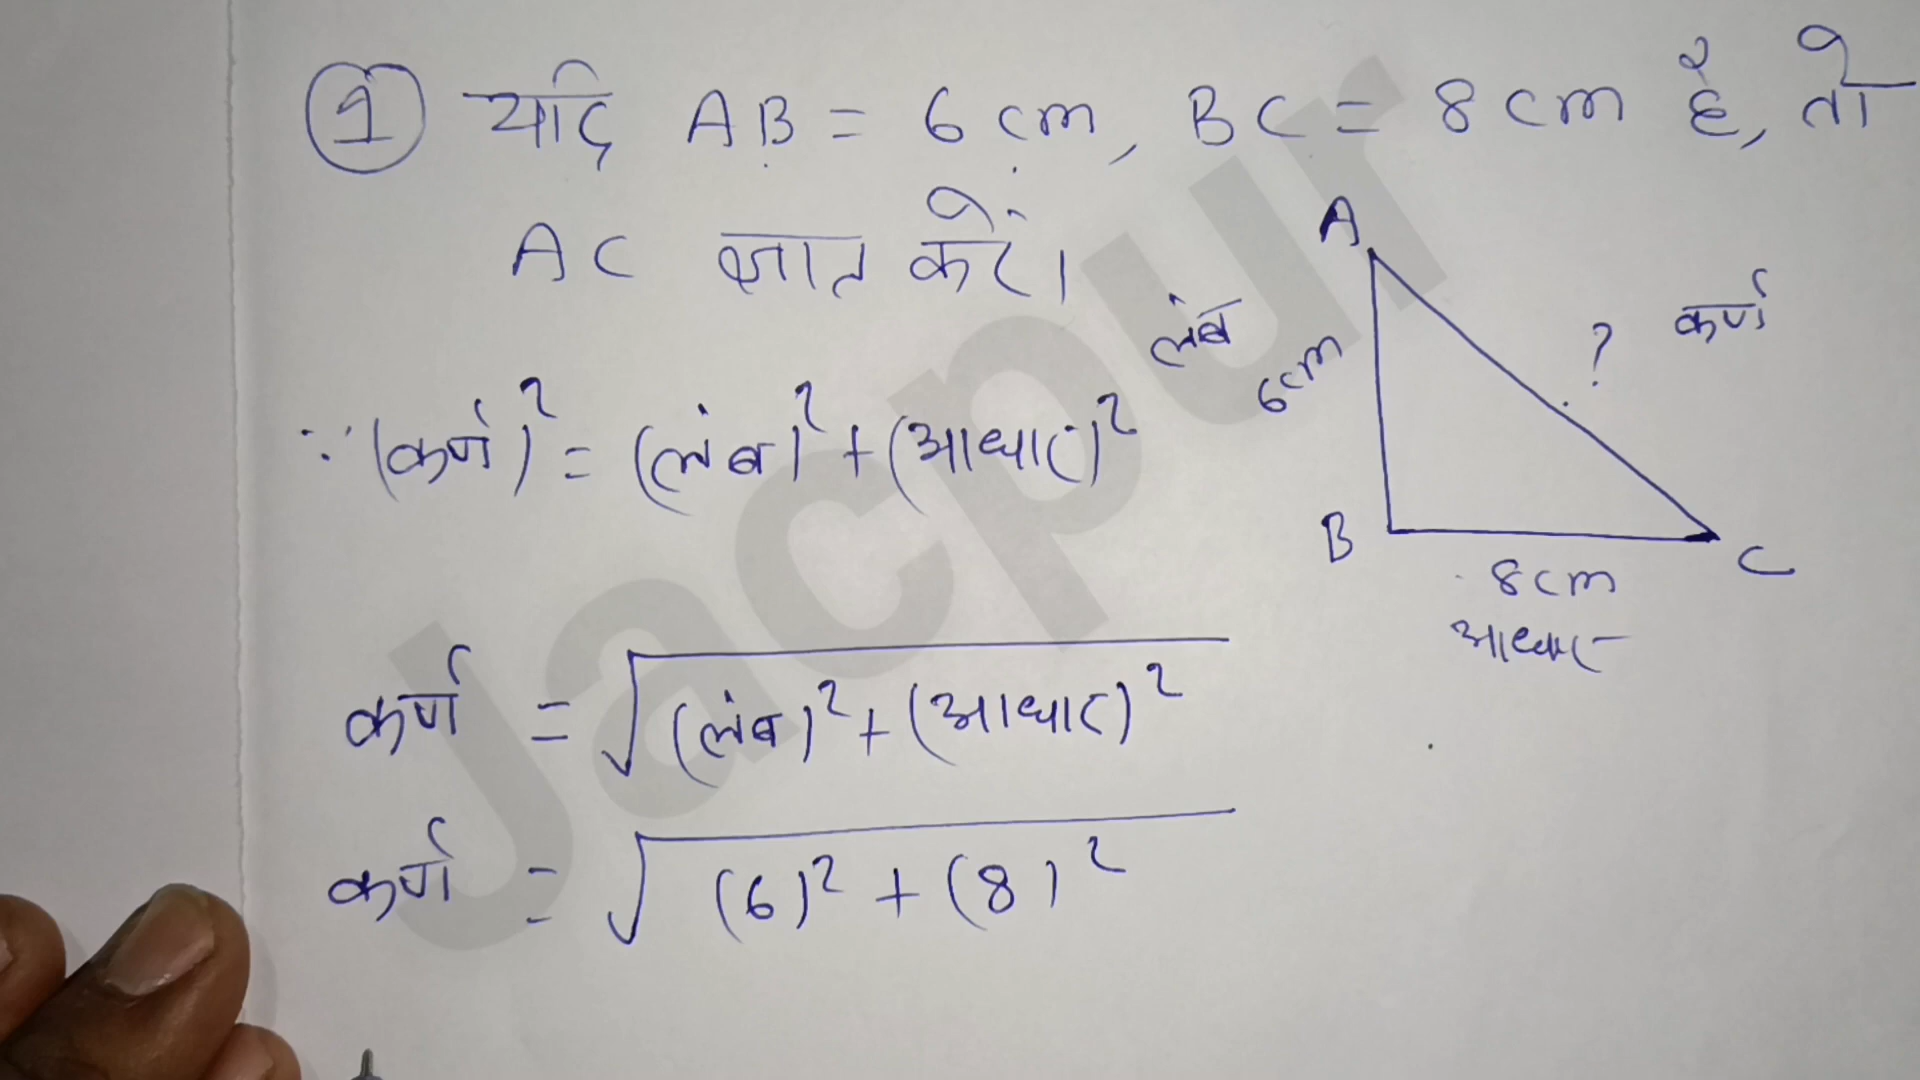 ① यदि AB = 6 cm, BC = 8 cm है, तो
AC ज्ञात करें।
A
लंब
6cm
?
कर्ण
B
C
8cm
आधार
∵ (कर्ण)² = (लंब)² + (आधार)²
कर्ण = √(लंब)² + (आधार)²
कर्ण = √(6)² + (8)²
Jacpur